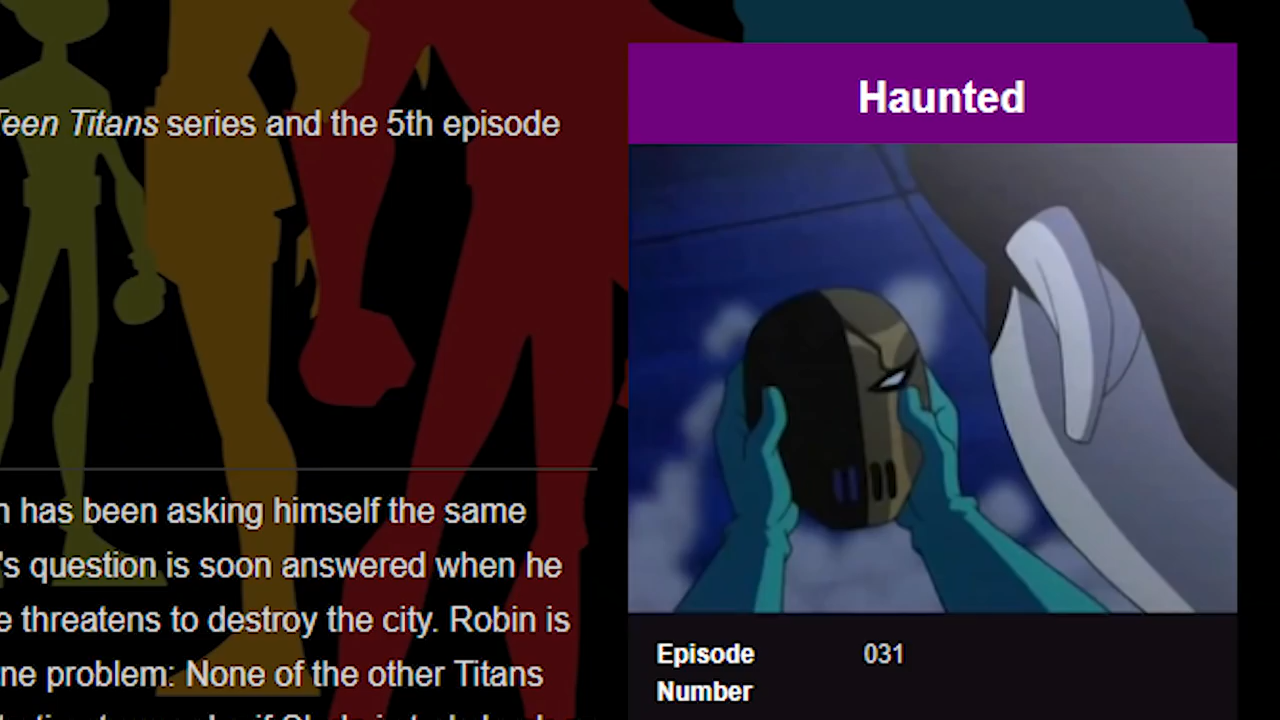 Teen Titans series and the 5th episode
has been asking himself the same
's question is soon answered when he
threatens to destroy the city. Robin is
problem: None of the other Titans
Haunted
Episode 031
Number